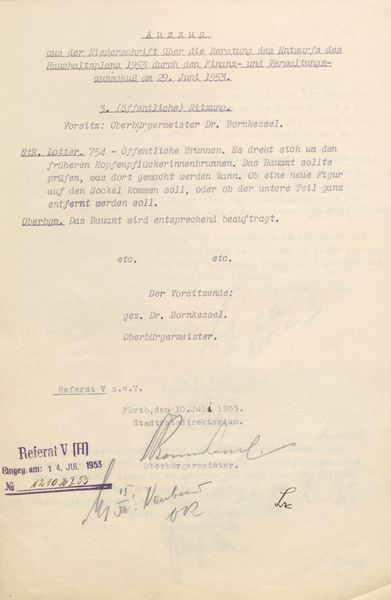 Auszug
aus der Niederschrift über die Beratung des Entwurfs des
Haushaltsplans 1953 durch den Finanz- und Verwaltungs-
ausschuß am 29. Juni 1953.
3. (öffentliche) Sitzung.
Vorsitz: Oberbürgermeister Dr. Bornkessel.
StR. Lotter. 754 - Öffentliche Brunnen. Es dreht sich um den
früheren Hopfenpflückerinnenbrunnen. Das Bauamt sollte
prüfen, was dort gemacht werden kann. Ob eine neue Figur
auf den Sockel kommen soll, oder ob der untere Teil ganz
entfernt werden soll.
Oberbgm. Das Bauamt wird entsprechend beauftragt.
etc. etc.
Der Vorsitzende:
gez. Dr. Bornkessel.
Oberbürgermeister.
Referat V z.w.V.
Fürth, den 10. Juli 1953.
Stadtratsdirektorium.
Bornkessel.
Oberbürgermeister.
Referat V (H)
Eingeg. am: 14. JUL 1953
№